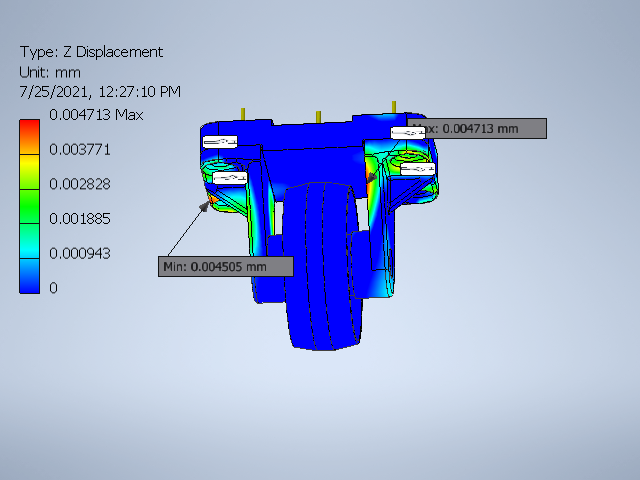 Type: Z Displacement
Unit: mm
7/25/2021, 12:27:10 PM
0.004713 Max
0.003771
0.002828
0.001885
0.000943
0
Max: 0.004713 mm
Min: 0.004505 mm